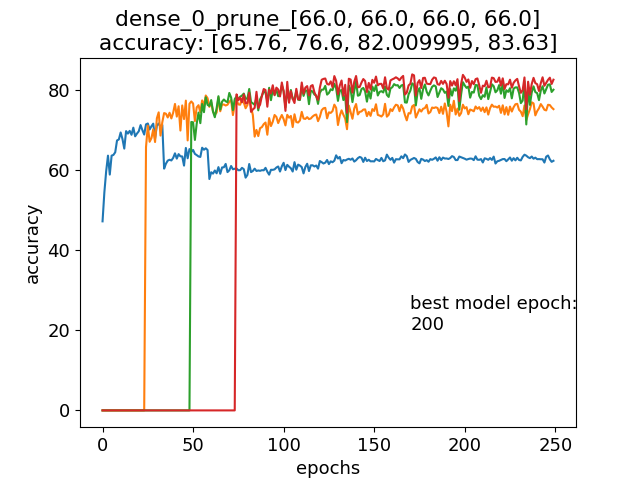 dense_0_prune_[66.0, 66.0, 66.0, 66.0]
accuracy: [65.76, 76.6, 82.009995, 83.63]
80
60
40
20
0
accuracy
best model epoch:
200
0 50 100 150 200 250
epochs